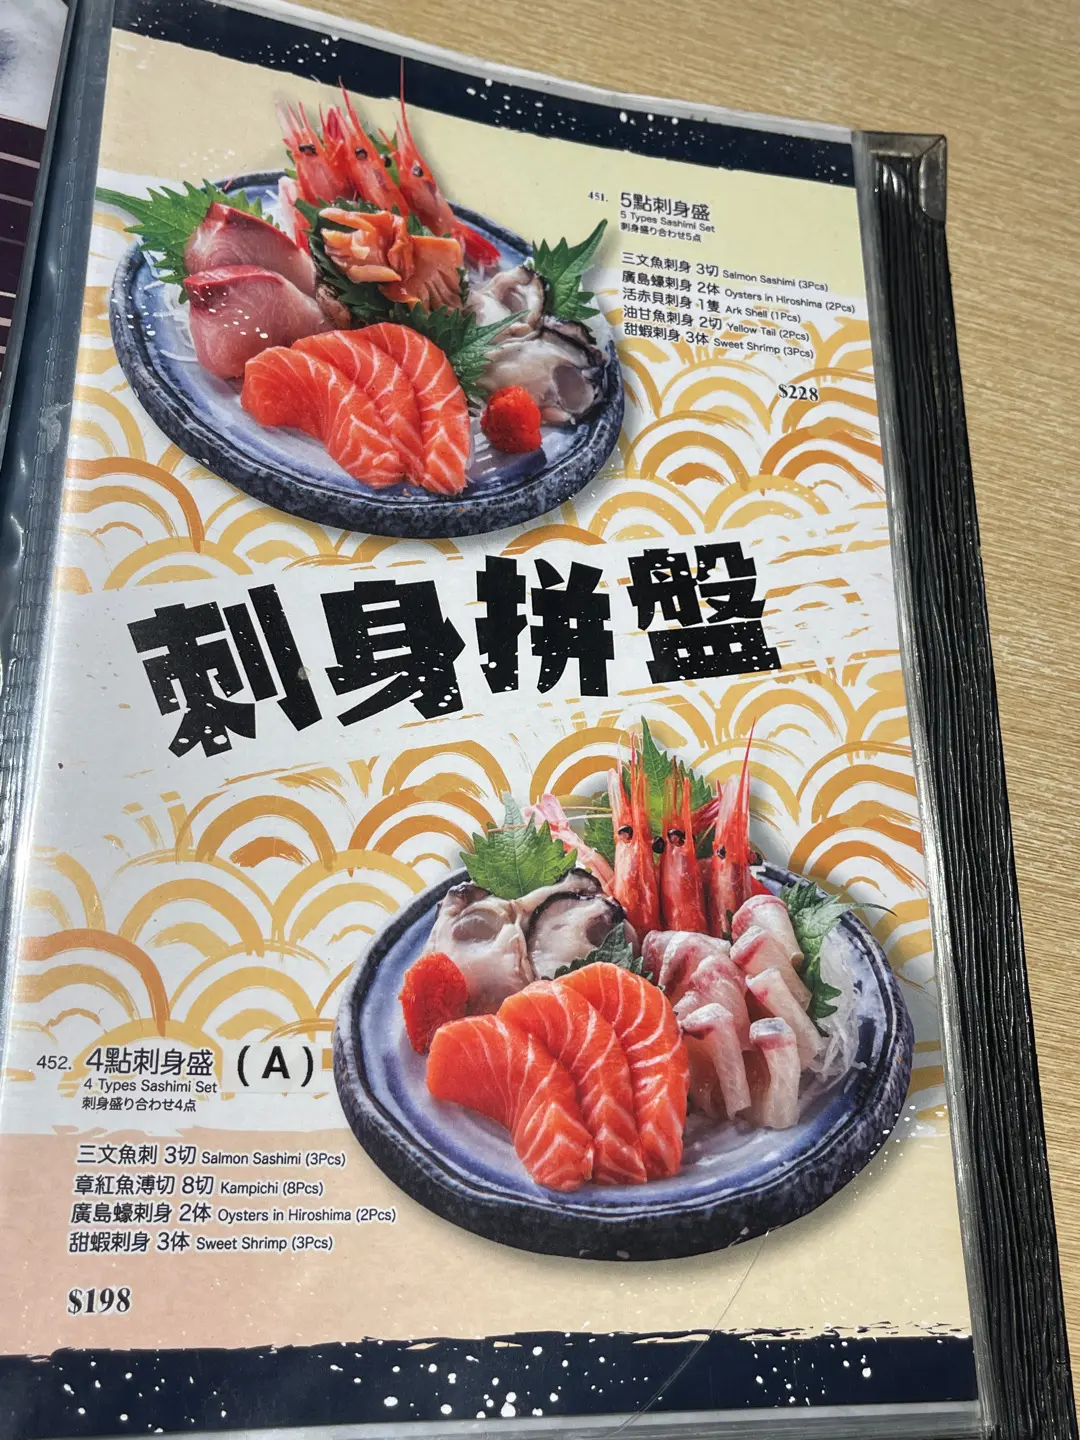 451. 5點刺身盛
5 Types Sashimi Set
刺身盛り合わせ5点
三文魚刺身 3切 Salmon Sashimi (3Pcs)
廣島蠔刺身 2体 Oysters in Hiroshima (2Pcs)
活赤貝刺身 1隻 Ark Shell (1Pcs)
油甘魚刺身 2切 Yellow Tail (2Pcs)
甜蝦刺身 3体 Sweet Shrimp (3Pcs)
$228
刺身拼盤
452. 4點刺身盛 (A)
4 Types Sashimi Set
刺身盛り合わせ4点
三文魚刺 3切 Salmon Sashimi (3Pcs)
章紅魚溥切 8切 Kampichi (8Pcs)
廣島蠔刺身 2体 Oysters in Hiroshima (2Pcs)
甜蝦刺身 3体 Sweet Shrimp (3Pcs)
$198